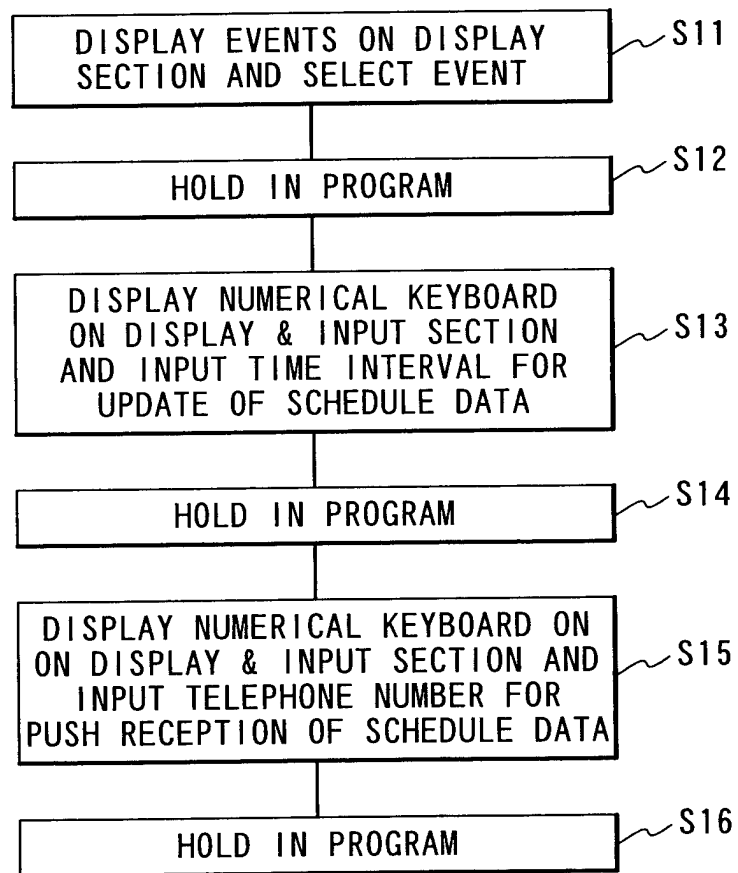 DISPLAY EVENTS ON DISPLAY
SECTION AND SELECT EVENT
S11
HOLD IN PROGRAM
S12
DISPLAY NUMERICAL KEYBOARD
ON DISPLAY & INPUT SECTION
AND INPUT TIME INTERVAL FOR
UPDATE OF SCHEDULE DATA
S13
HOLD IN PROGRAM
S14
DISPLAY NUMERICAL KEYBOARD ON
ON DISPLAY & INPUT SECTION AND
INPUT TELEPHONE NUMBER FOR
PUSH RECEPTION OF SCHEDULE DATA
S15
HOLD IN PROGRAM
S16